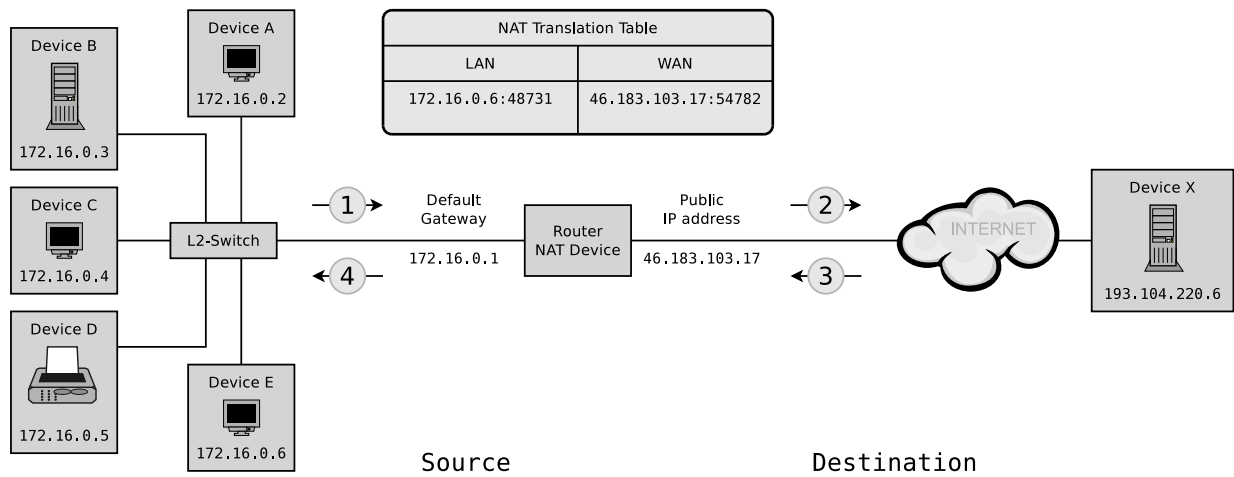 Device A
172.16.0.2
Device B
172.16.0.3
Device C
172.16.0.4
Device D
172.16.0.5
Device E
172.16.0.6
L2-Switch
NAT Translation Table
LAN WAN
172.16.0.6:48731 46.183.103.17:54782
1
4
Default
Gateway
172.16.0.1
Router
NAT Device
Public
IP address
46.183.103.17
2
3
INTERNET
Device X
193.104.220.6
Source Destination